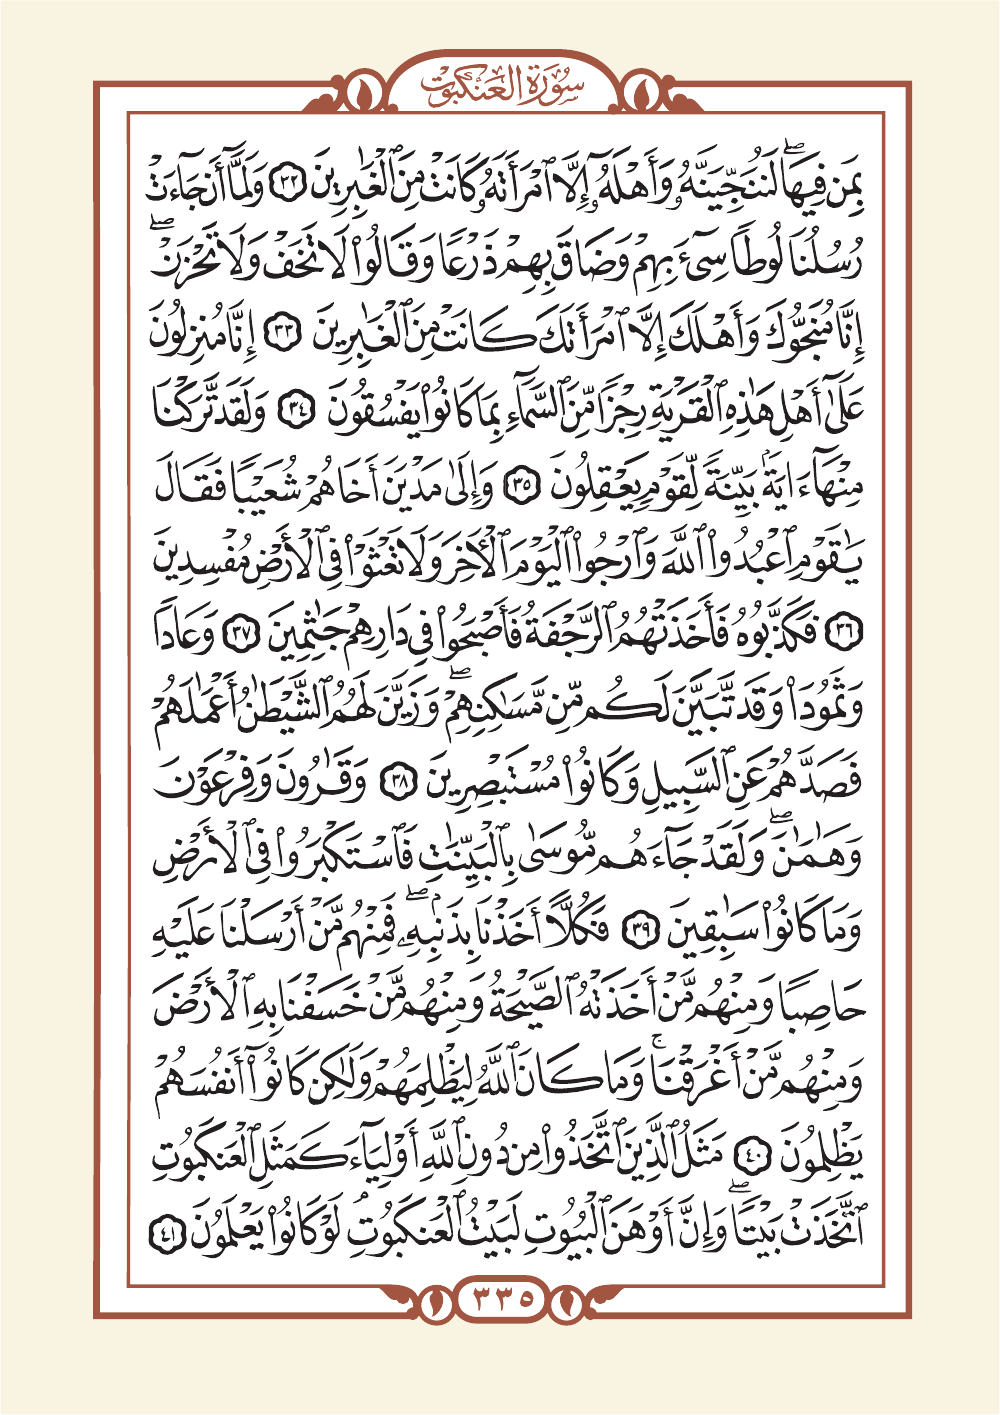 سُورَةُ العَنكَبُوتِ
بِمَن فِيهَاۖ لَنُنَجِّيَنَّهُۥ وَأَهْلَهُۥٓ إِلَّا ٱمْرَأَتَهُۥ كَانَتْ مِنَ ٱلْغَٰبِرِينَ ٣٢ وَلَمَّآ أَن جَآءَتْ
رُسُلُنَا لُوطًا سِىٓءَ بِهِمْ وَضَاقَ بِهِمْ ذَرْعًا وَقَالُوا۟ لَا تَخَفْ وَلَا تَحْزَنْۖ
إِنَّا مُنَجُّوكَ وَأَهْلَكَ إِلَّا ٱمْرَأَتَكَ كَانَتْ مِنَ ٱلْغَٰبِرِينَ ٣٣ إِنَّا مُنزِلُونَ
عَلَىٰٓ أَهْلِ هَٰذِهِ ٱلْقَرْيَةِ رِجْزًا مِّنَ ٱلسَّمَآءِ بِمَا كَانُوا۟ يَفْسُقُونَ ٣٤ وَلَقَد تَّرَكْنَا
مِنْهَآ ءَايَةًۢ بَيِّنَةً لِّقَوْمٍ يَعْقِلُونَ ٣٥ وَإِلَىٰ مَدْيَنَ أَخَاهُمْ شُعَيْبًا فَقَالَ
يَٰقَوْمِ ٱعْبُدُوا۟ ٱللَّهَ وَٱرْجُوا۟ ٱلْيَوْمَ ٱلْأَخِرَ وَلَا تَعْثَوْا۟ فِى ٱلْأَرْضِ مُفْسِدِينَ
٣٦ فَكَذَّبُوهُ فَأَخَذَتْهُمُ ٱلرَّجْفَةُ فَأَصْبَحُوا۟ فِى دَارِهِمْ جَٰثِمِينَ ٣٧ وَعَادًا
وَثَمُودَا۟ وَقَد تَّبَيَّنَ لَكُم مِّن مَّسَٰكِنِهِمْۖ وَزَيَّنَ لَهُمُ ٱلشَّيْطَٰنُ أَعْمَٰلَهُمْ
فَصَدَّهُمْ عَنِ ٱلسَّبِيلِ وَكَانُوا۟ مُسْتَبْصِرِينَ ٣٨ وَقَٰرُونَ وَفِرْعَوْنَ
وَهَٰمَٰنَۖ وَلَقَدْ جَآءَهُم مُّوسَىٰ بِٱلْبَيِّنَٰتِ فَٱسْتَكْبَرُوا۟ فِى ٱلْأَرْضِ
وَمَا كَانُوا۟ سَٰبِقِينَ ٣٩ فَكُلًّا أَخَذْنَا بِذَنۢبِهِۦۖ فَمِنْهُم مَّنْ أَرْسَلْنَا عَلَيْهِ
حَاصِبًا وَمِنْهُم مَّنْ أَخَذَتْهُ ٱلصَّيْحَةُ وَمِنْهُم مَّنْ خَسَفْنَا بِهِ ٱلْأَرْضَ
وَمِنْهُم مَّنْ أَغْرَقْنَاۚ وَمَا كَانَ ٱللَّهُ لِيَظْلِمَهُمْ وَلَٰكِن كَانُوٓا۟ أَنفُسَهُمْ
يَظْلِمُونَ ٤٠ مَثَلُ ٱلَّذِينَ ٱتَّخَذُوا۟ مِن دُونِ ٱللَّهِ أَوْلِيَآءَ كَمَثَلِ ٱلْعَنكَبُوتِ
ٱتَّخَذَتْ بَيْتًاۖ وَإِنَّ أَوْهَنَ ٱلْبُيُوتِ لَبَيْتُ ٱلْعَنكَبُوتِۘ لَوْ كَانُوا۟ يَعْلَمُونَ ٤١
٣٣٥